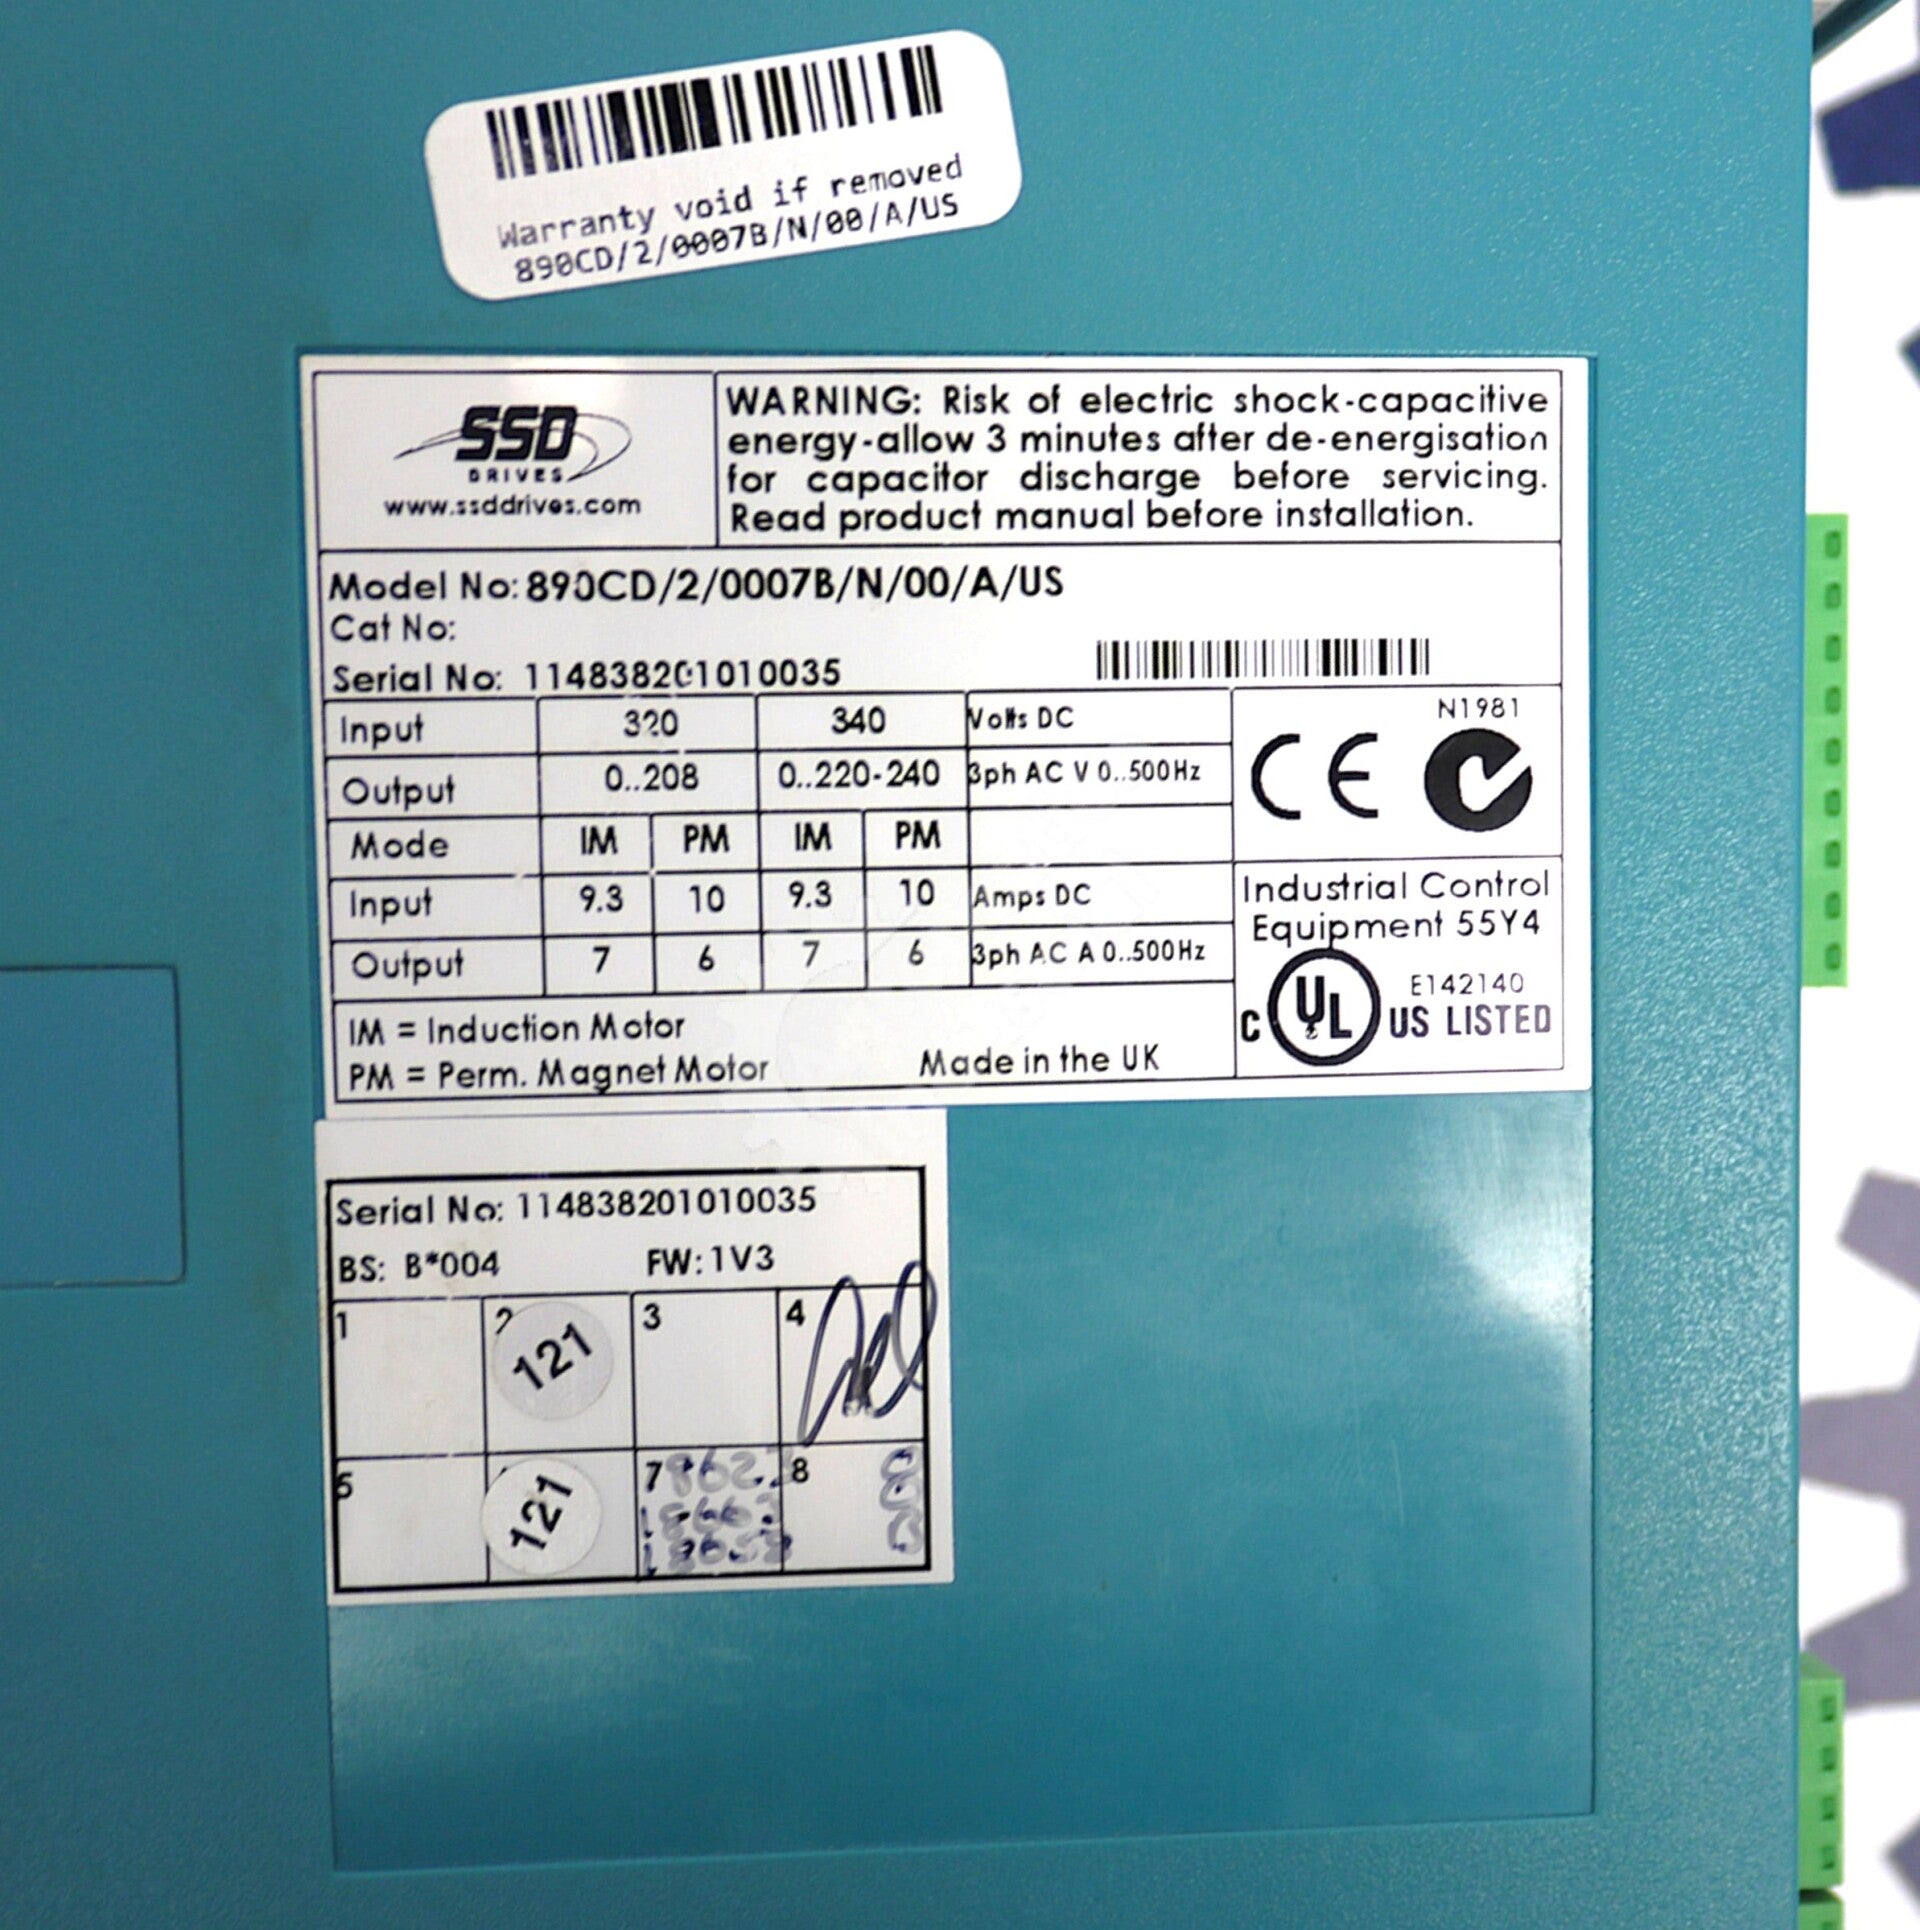 Warranty void if removed
890CD/2/0007B/N/00/A/US
SSD
DRIVES
www.ssddrives.com
WARNING: Risk of electric shock-capacitive
energy-allow 3 minutes after de-energisation
for capacitor discharge before servicing.
Read product manual before installation.
Model No: 890CD/2/0007B/N/00/A/US
Cat No:
Serial No: 114838201010035
Input 320 340 Volts DC
Output 0..208 0..220-240 3ph AC V 0..500Hz
Mode IM PM IM PM
Input 9.3 10 9.3 10 Amps DC
Output 7 6 7 6 3ph AC A 0..500Hz
IM = Induction Motor
PM = Perm. Magnet Motor
Made in the UK
CE
N1981
Industrial Control
Equipment 55Y4
E142140
C UL US LISTED
Serial No: 114838201010035
BS: B*004 FW: 1V3
1 2 3 4
121
5 7 8
121